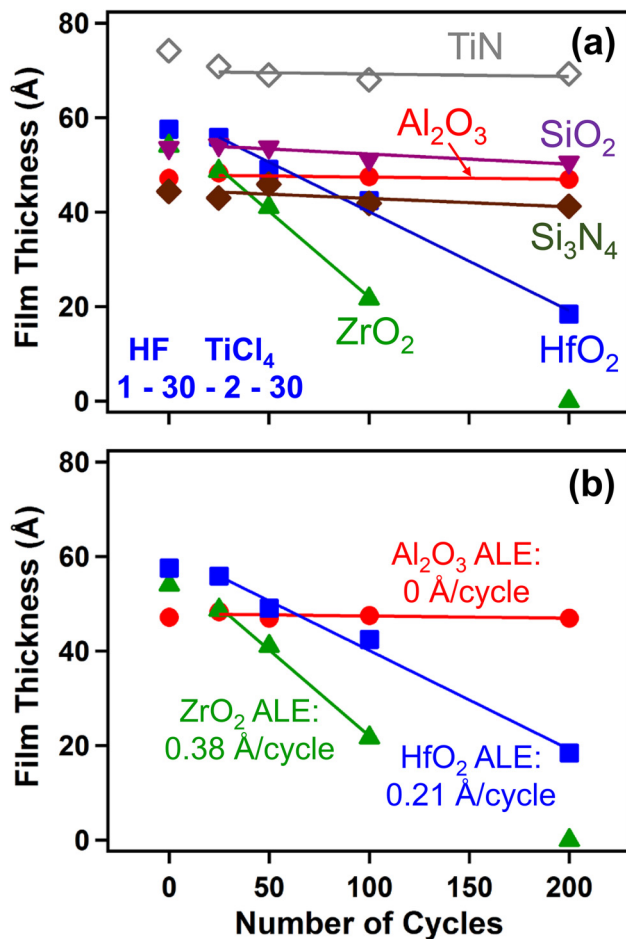 (a)
TiN
80
60
40
20
0
Film Thickness (Å)
Al₂O₃
SiO₂
Si₃N₄
ZrO₂
HfO₂
HF TiCl₄
1 - 30 - 2 - 30
(b)
80
60
40
20
0
Film Thickness (Å)
Al₂O₃ ALE:
0 Å/cycle
ZrO₂ ALE:
0.38 Å/cycle
HfO₂ ALE:
0.21 Å/cycle
0 50 100 150 200
Number of Cycles